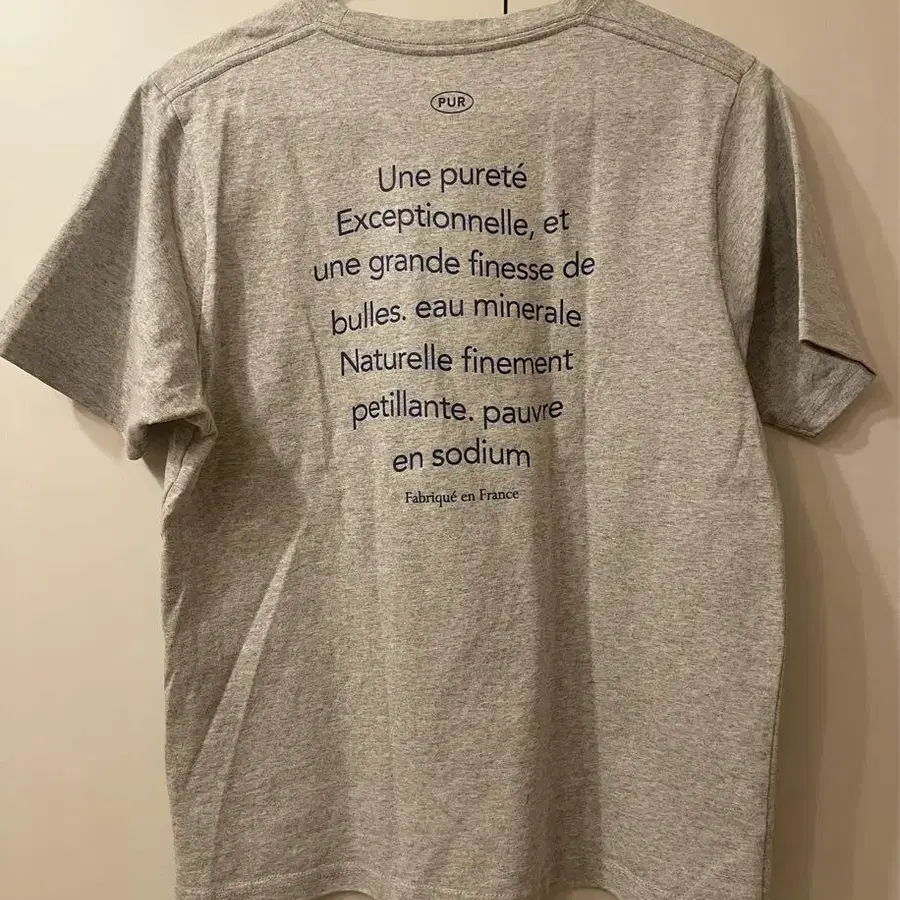 PUR
Une pureté
Exceptionnelle, et
une grande finesse de
bulles. eau minerale
Naturelle finement
petillante. pauvre
en sodium
Fabriqué en France